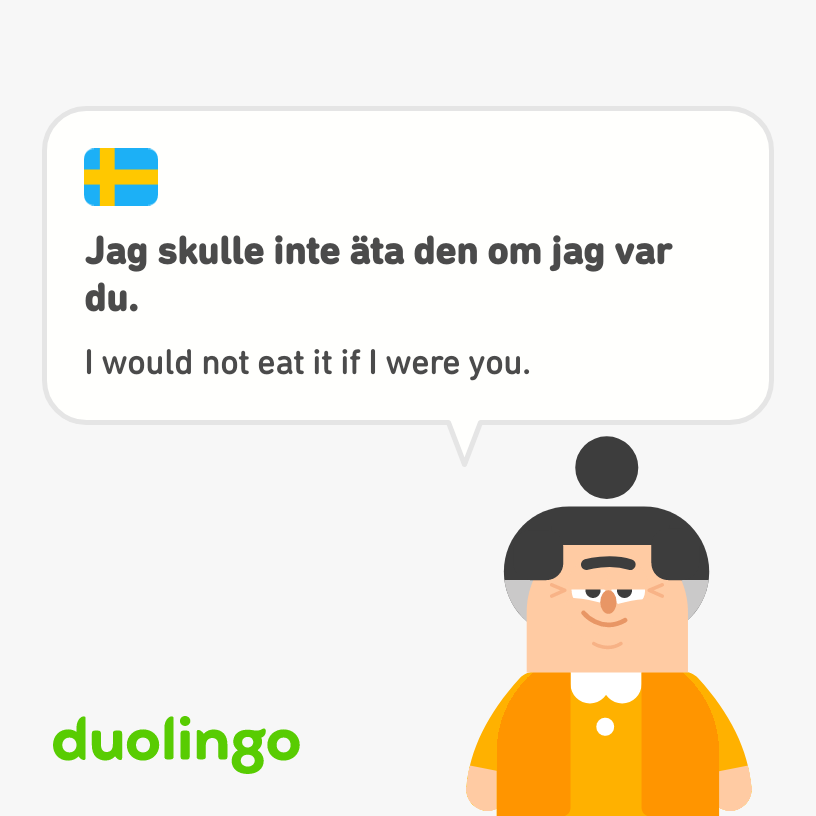 Jag skulle inte äta den om jag var
du.
I would not eat it if I were you.
duolingo